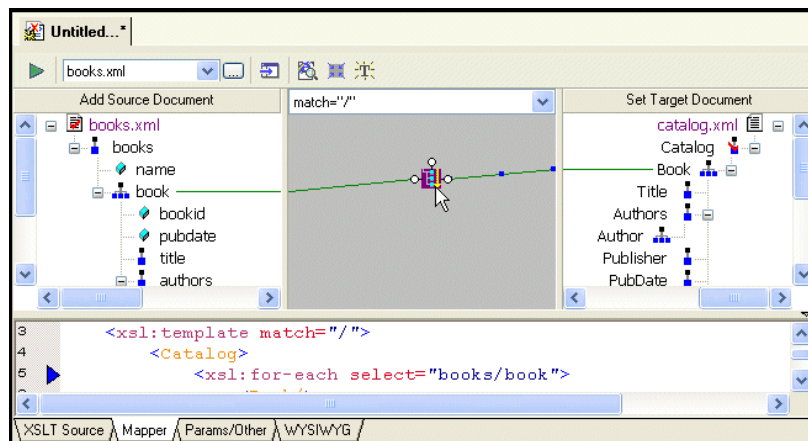 Untitled...*
books.xml
Add Source Document
match="/"
Set Target Document
books.xml
books
name
book
bookid
pubdate
title
authors
catalog.xml
Catalog
Book
Title
Authors
Author
Publisher
PubDate
3 <xsl:template match="/">
4 <Catalog>
5 <xsl:for-each select="books/book">
XSLT Source Mapper Params/Other WYSIWYG